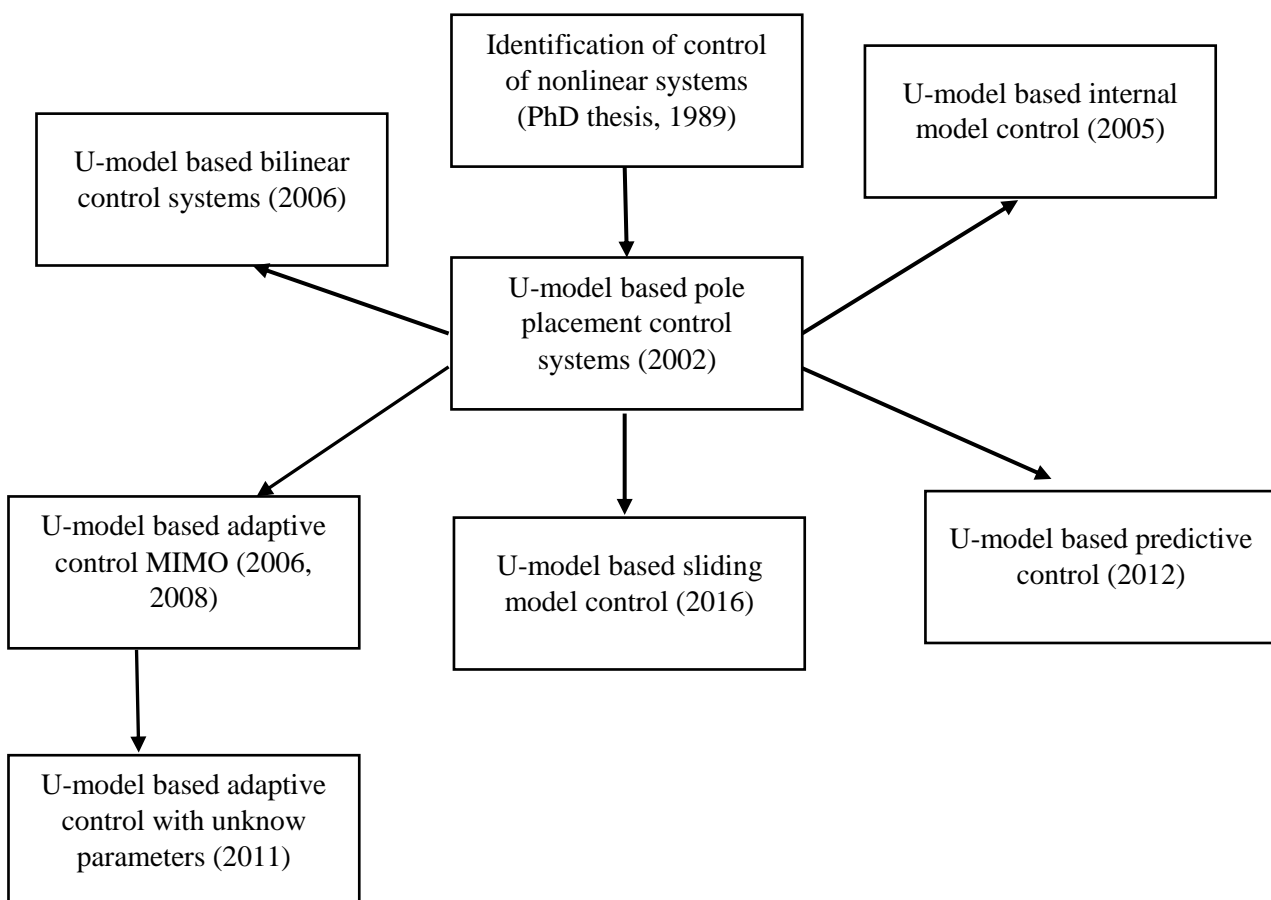 Identification of control
of nonlinear systems
(PhD thesis, 1989)
U-model based internal
model control (2005)
U-model based bilinear
control systems (2006)
U-model based pole
placement control
systems (2002)
U-model based adaptive
control MIMO (2006,
2008)
U-model based sliding
model control (2016)
U-model based predictive
control (2012)
U-model based adaptive
control with unknow
parameters (2011)